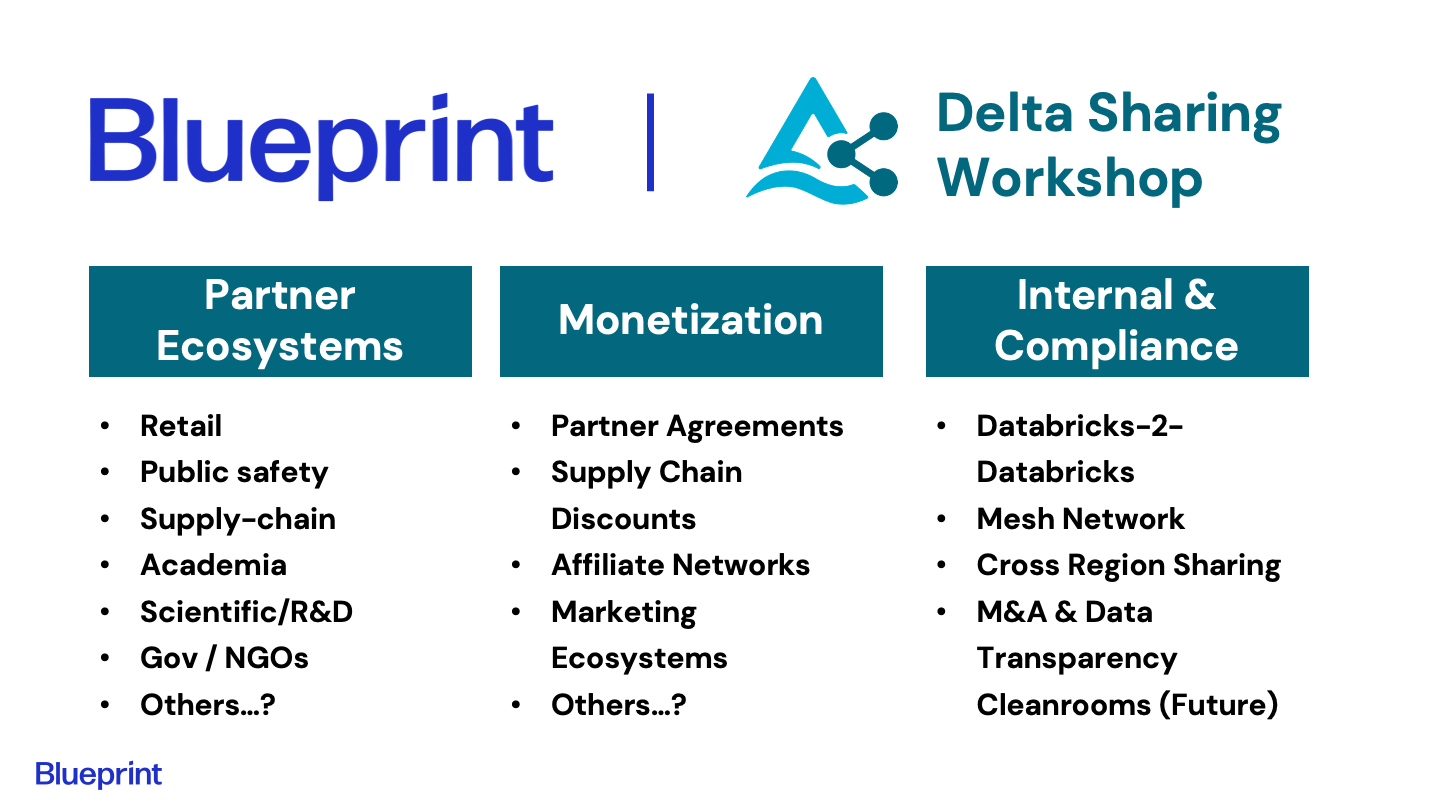 Blueprint
Delta Sharing
Workshop
Partner
Ecosystems
• Retail
• Public safety
• Supply-chain
• Academia
• Scientific/R&D
• Gov / NGOs
• Others...?
Monetization
• Partner Agreements
• Supply Chain
Discounts
• Affiliate Networks
• Marketing
Ecosystems
• Others...?
Internal &
Compliance
• Databricks-2-
Databricks
• Mesh Network
• Cross Region Sharing
• M&A & Data
Transparency
Cleanrooms (Future)
Blueprint